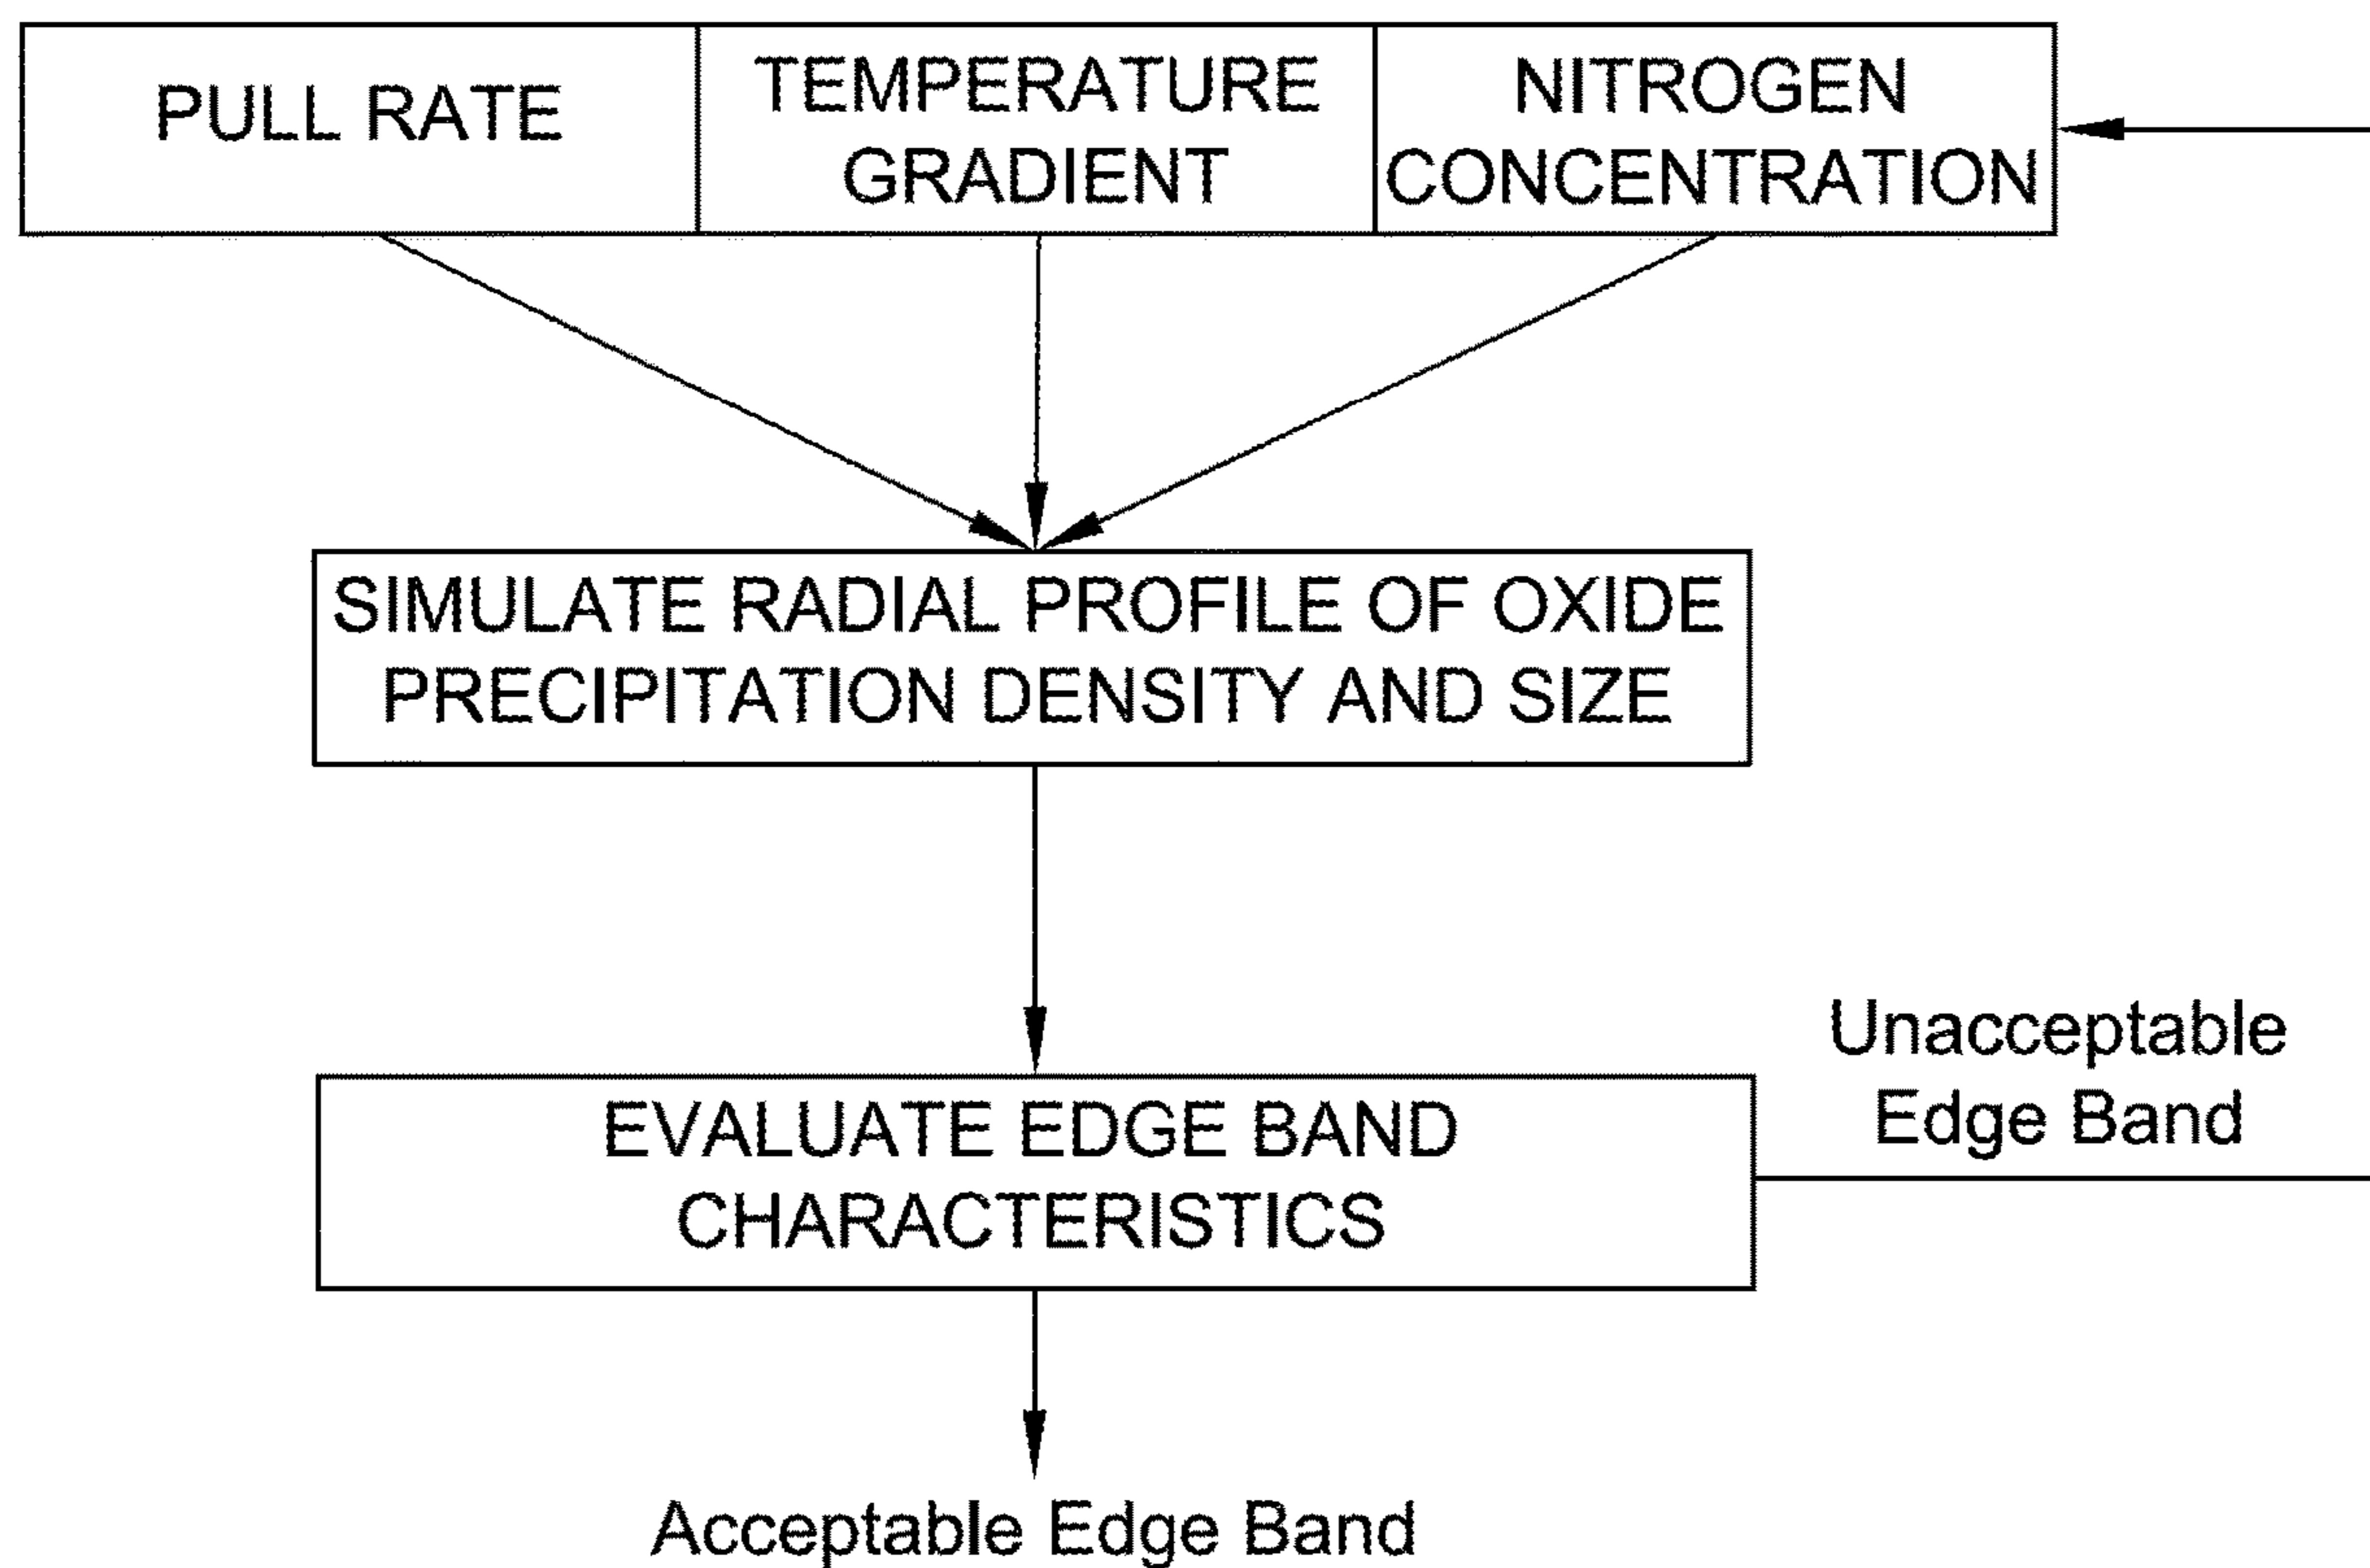 PULL RATE
TEMPERATURE
GRADIENT
NITROGEN
CONCENTRATION
SIMULATE RADIAL PROFILE OF OXIDE
PRECIPITATION DENSITY AND SIZE
EVALUATE EDGE BAND
CHARACTERISTICS
Unacceptable
Edge Band
Acceptable Edge Band